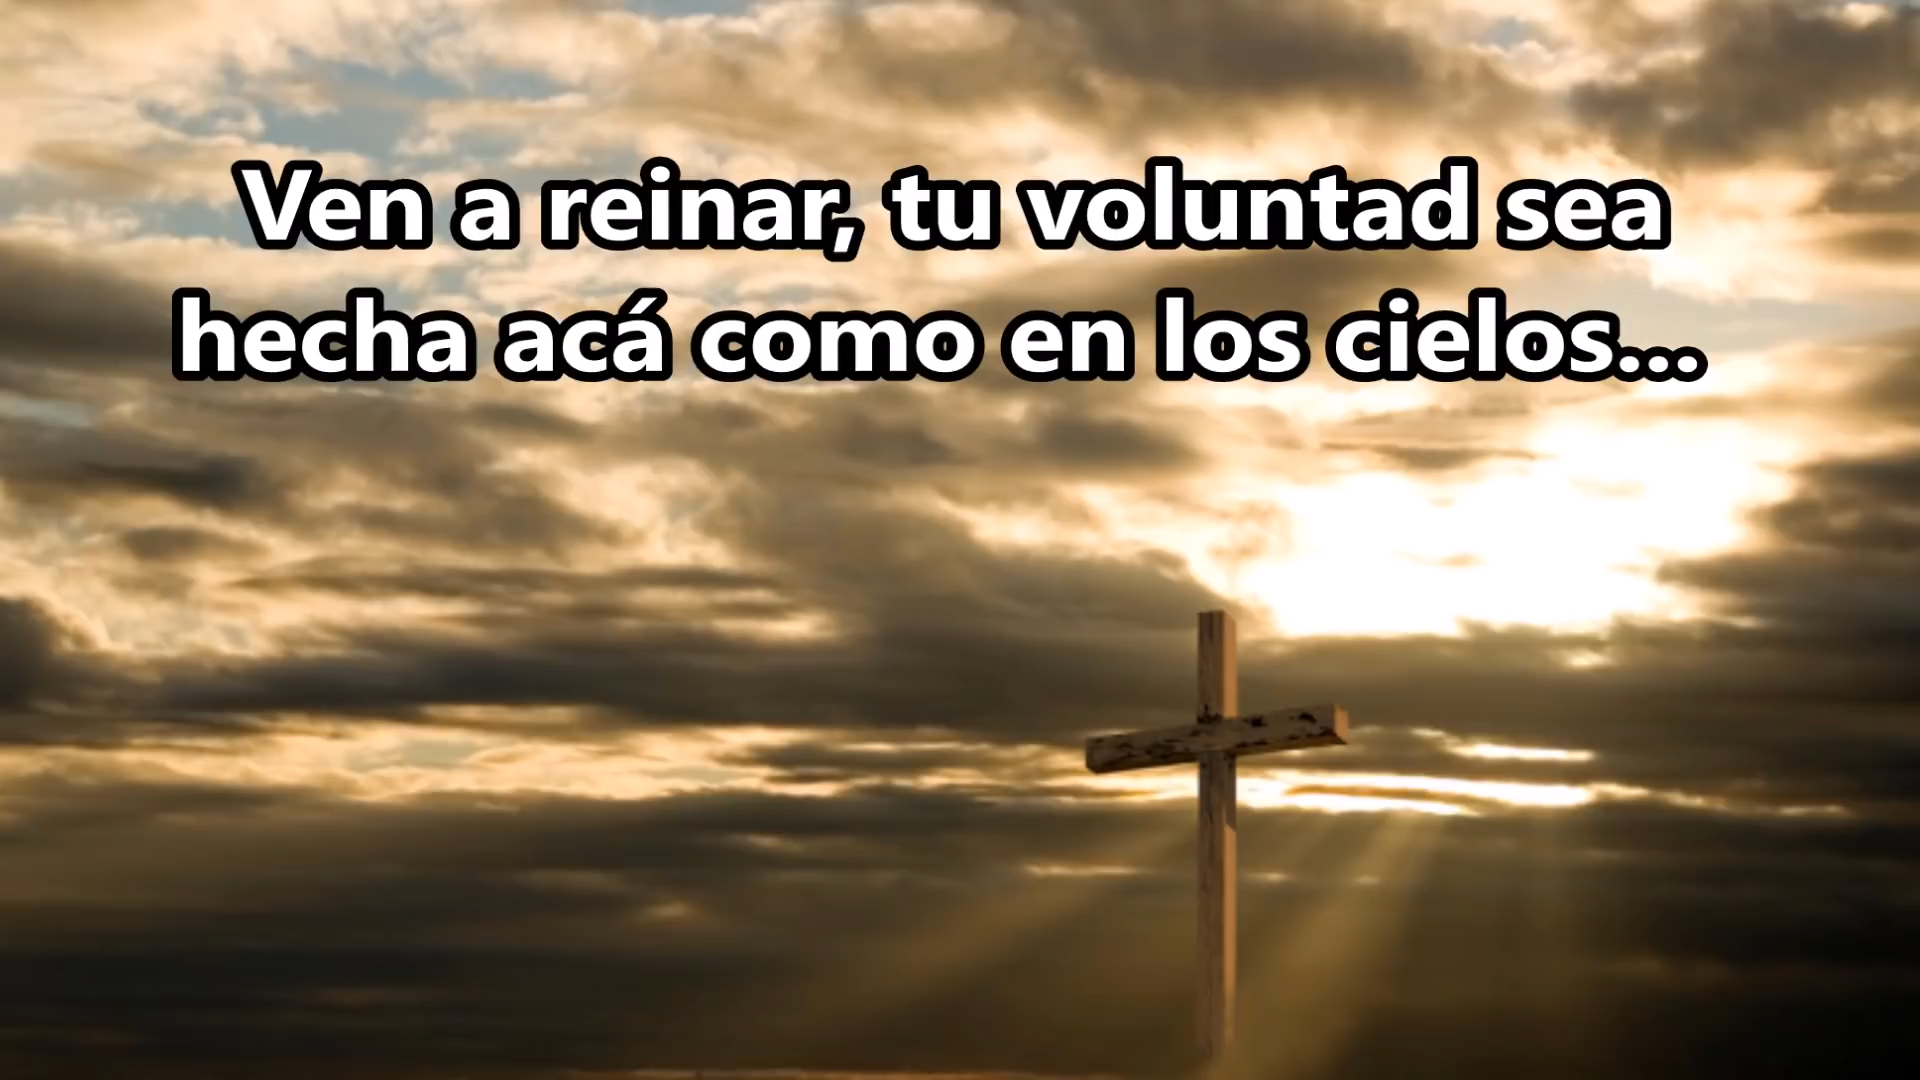 Ven a reinar, tu voluntad sea
hecha acá como en los cielos...